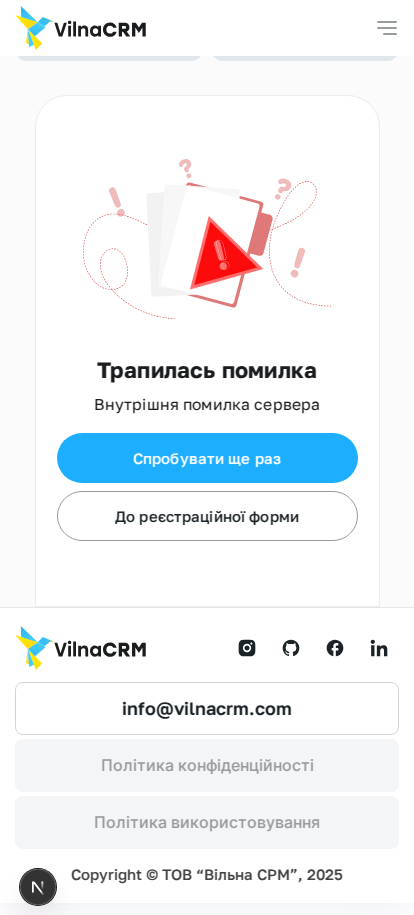 VilnaCRM
Трапилась помилка
Внутрішня помилка сервера
Спробувати ще раз
До реєстраційної форми
VilnaCRM
info@vilnacrm.com
Політика конфіденційності
Політика використовування
Copyright © ТОВ “Вільна СРМ”, 2025
N